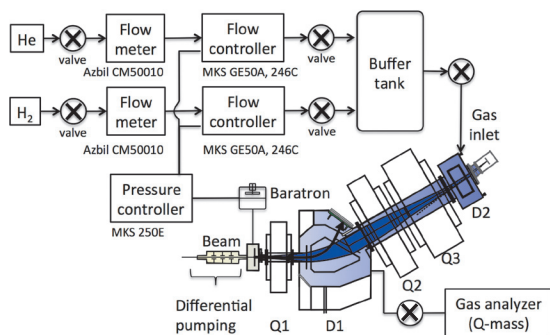 He
valve
Flow
meter
Azbil CM50010
Flow
controller
MKS GE50A, 246C
valve
Buffer
tank
H2
valve
Flow
meter
Azbil CM50010
Flow
controller
MKS GE50A, 246C
valve
Gas
inlet
Pressure
controller
MKS 250E
Baratron
D2
Beam
Q3
Q2
Differential
pumping
Q1
D1
Gas analyzer
(Q-mass)